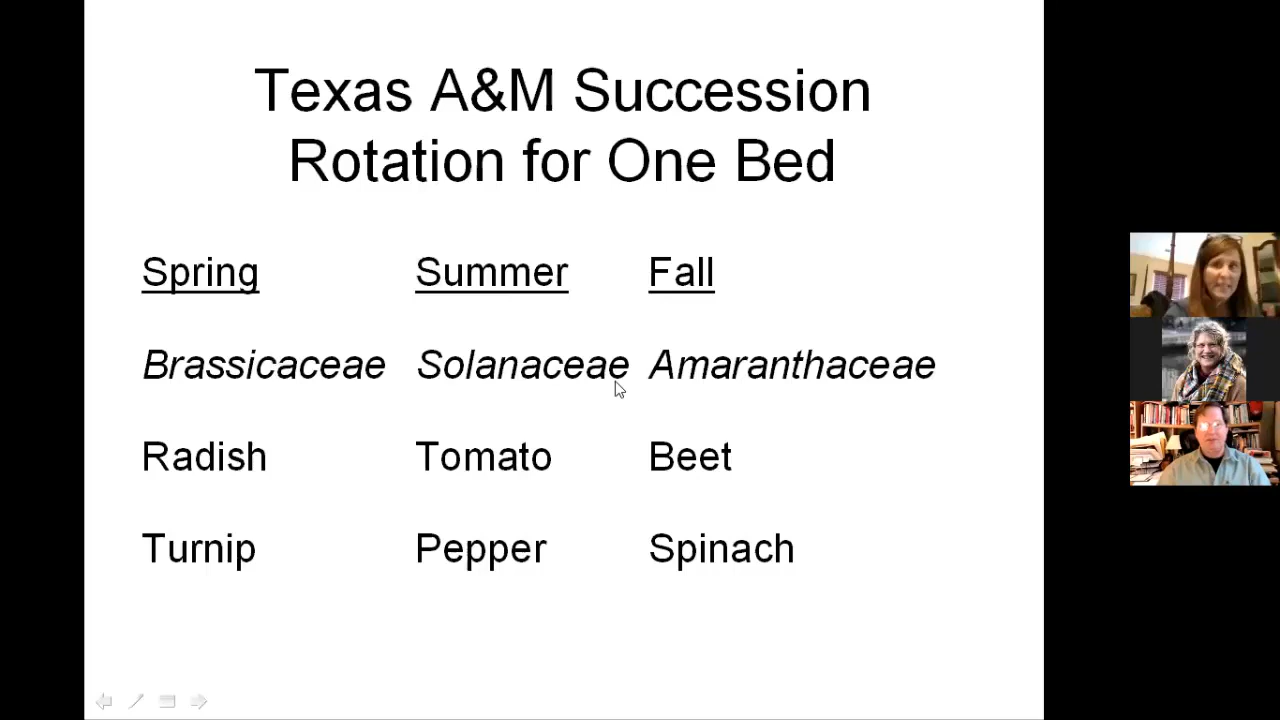 Texas A&M Succession
Rotation for One Bed
Spring Summer Fall
Brassicaceae Solanaceae Amaranthaceae
Radish Tomato Beet
Turnip Pepper Spinach